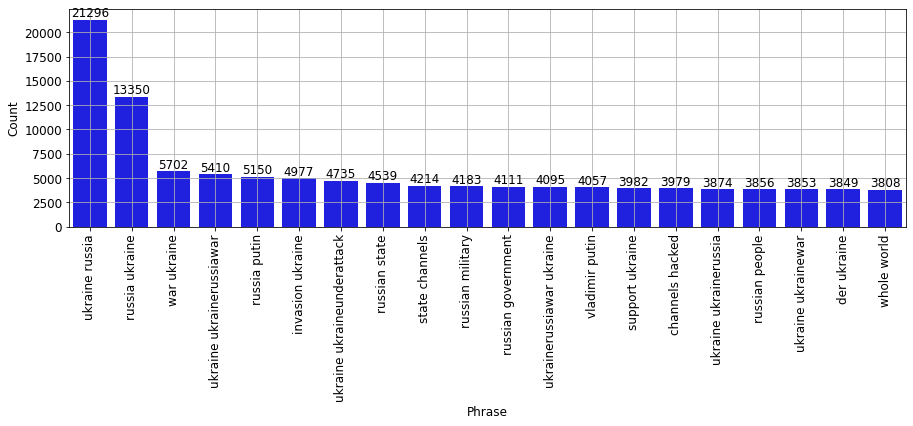 21296
13350
5702
5410
5150
4977
4735
4539
4214
4183
4111
4095
4057
3982
3979
3874
3856
3853
3849
3808
20000
17500
15000
12500
10000
7500
5000
2500
0
Count
ukraine russia
russia ukraine
war ukraine
ukraine ukrainerussiawar
russia putin
invasion ukraine
ukraine ukraineunderattack
russian state
state channels
russian military
russian government
ukrainerussiawar ukraine
vladimir putin
support ukraine
channels hacked
ukraine ukrainerussia
russian people
ukraine ukrainewar
der ukraine
whole world
Phrase